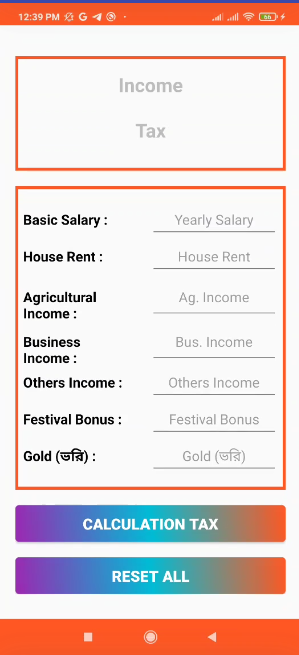 12:39 PM
66
Income
Tax
Basic Salary : Yearly Salary
House Rent : House Rent
Agricultural
Income : Ag. Income
Business
Income : Bus. Income
Others Income : Others Income
Festival Bonus : Festival Bonus
Gold (ভরি) : Gold (ভরি)
CALCULATION TAX
RESET ALL